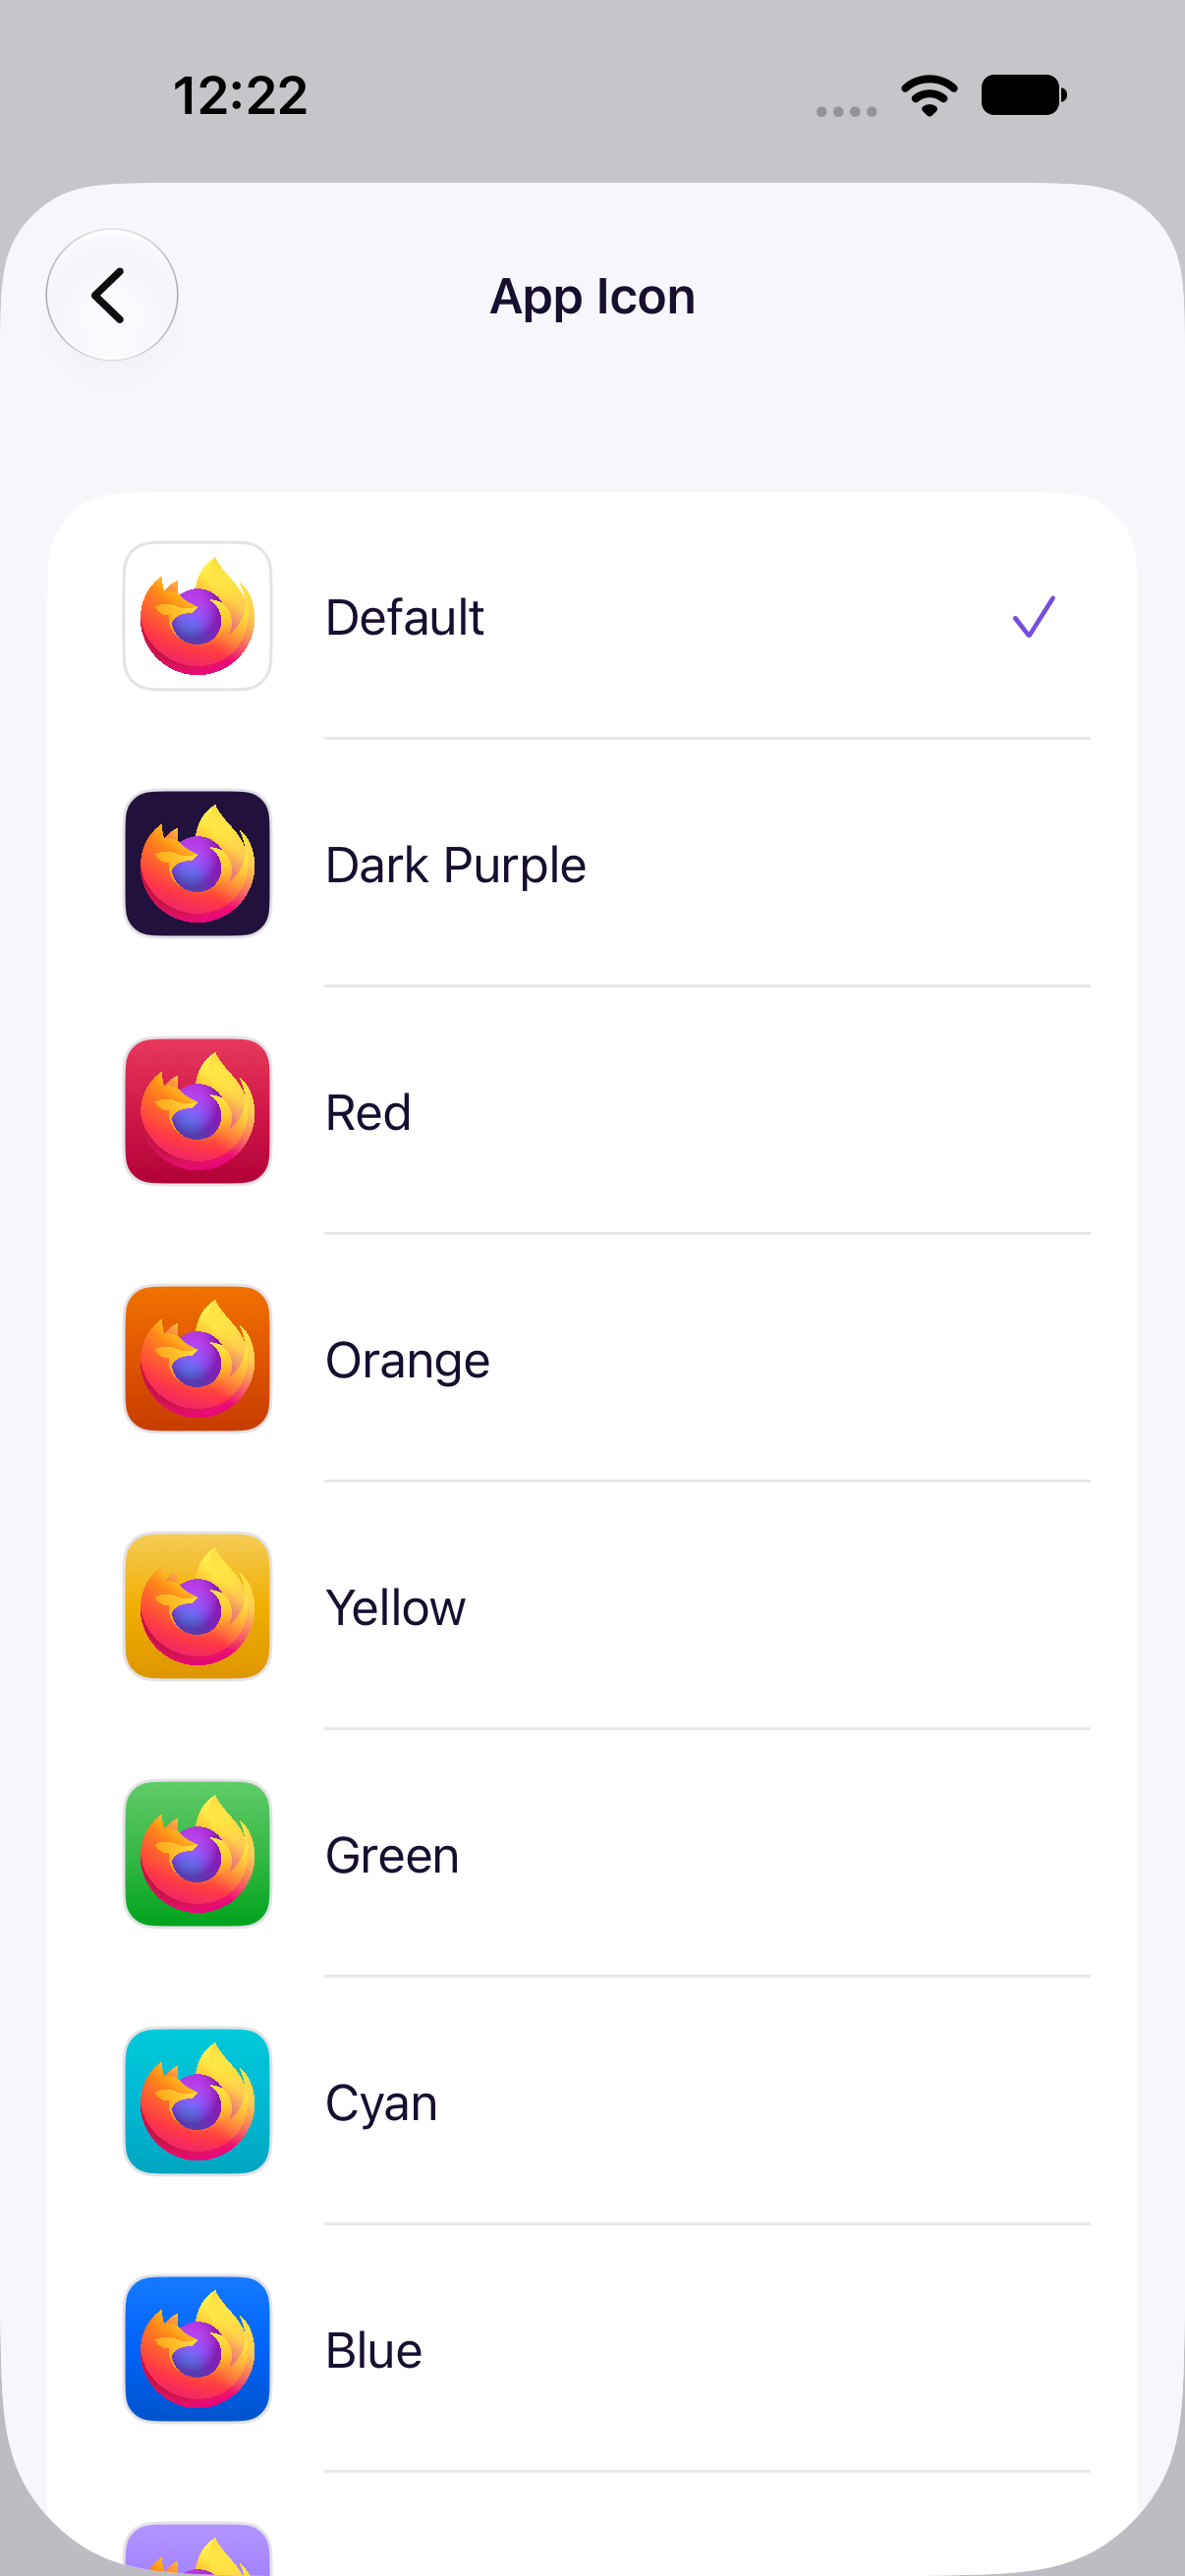 12:22
App Icon
Default
Dark Purple
Red
Orange
Yellow
Green
Cyan
Blue